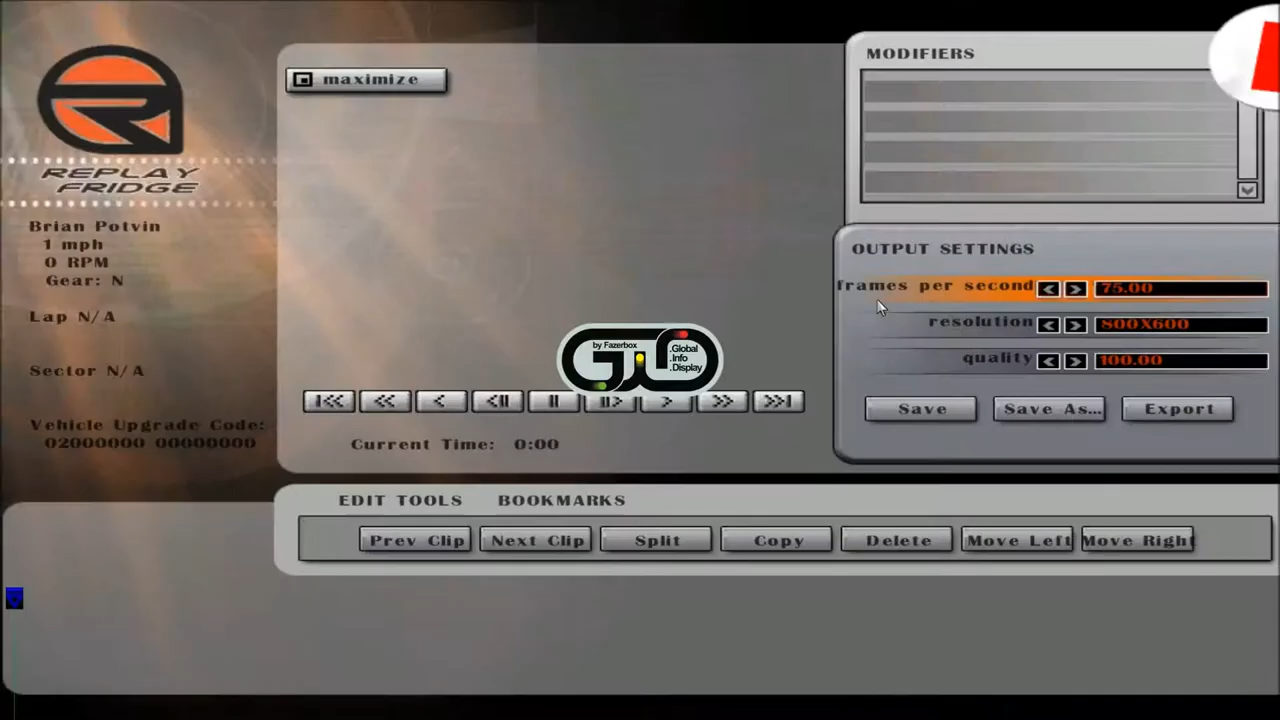 REPLAY
FRIDGE
Brian Potvin
1 mph
0 RPM
Gear: N
Lap N/A
Sector N/A
Vehicle Upgrade Code:
02000000 00000000
maximize
by Fazerbox
GID
.Global
.Info
.Display
|<< << < <|| || ||> > >> >>|
Current Time: 0:00
MODIFIERS
OUTPUT SETTINGS
frames per second < > 75.00
resolution < > 800X600
quality < > 100.00
Save Save As... Export
EDIT TOOLS BOOKMARKS
Prev Clip Next Clip Split Copy Delete Move Left Move Right